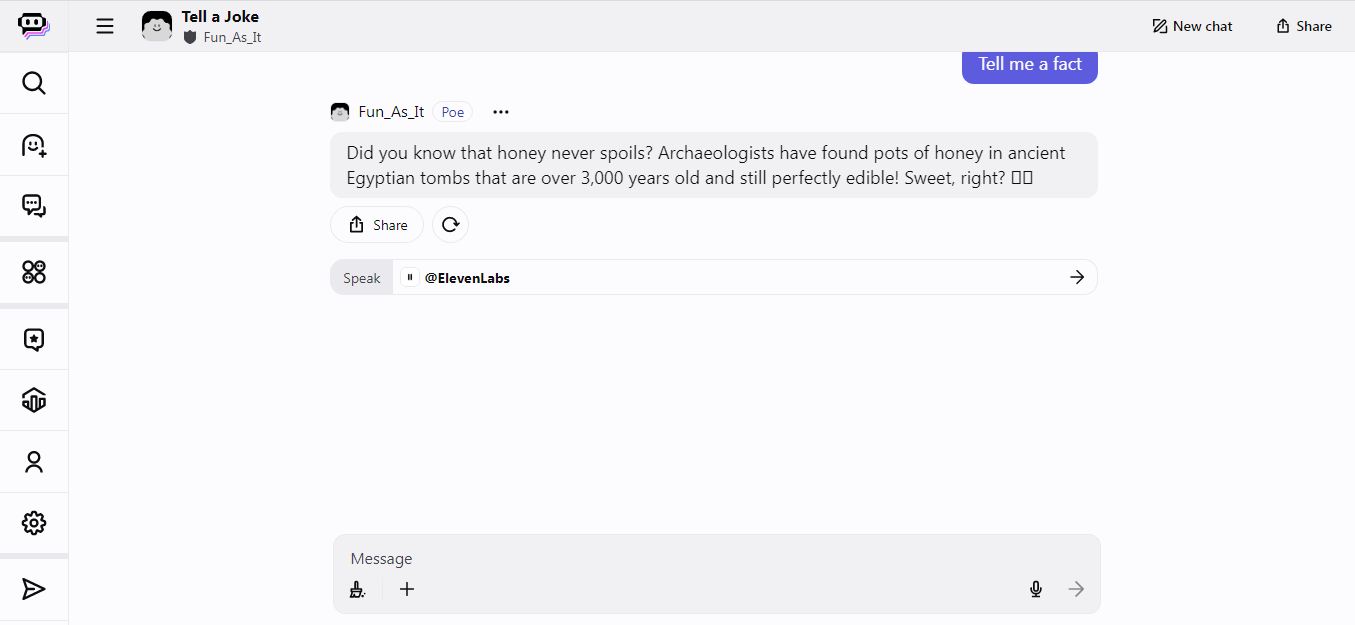 Tell a Joke
Fun_As_It
New chat
Share
Tell me a fact
Fun_As_It
Poe
Did you know that honey never spoils? Archaeologists have found pots of honey in ancient
Egyptian tombs that are over 3,000 years old and still perfectly edible! Sweet, right? 
Share
Speak
@ElevenLabs
Message